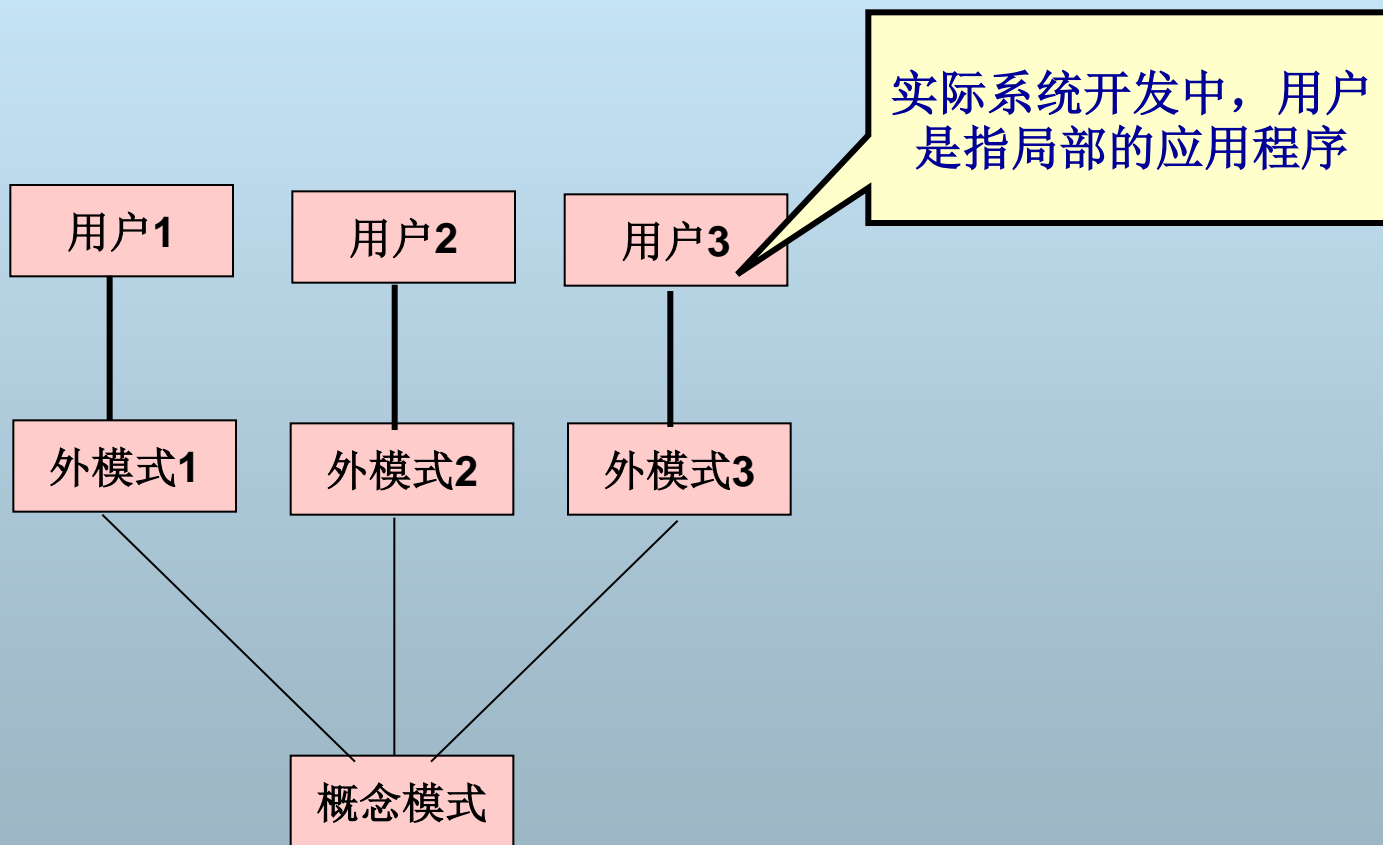 实际系统开发中，用户
是指局部的应用程序
用户1
用户2
用户3
外模式1
外模式2
外模式3
概念模式